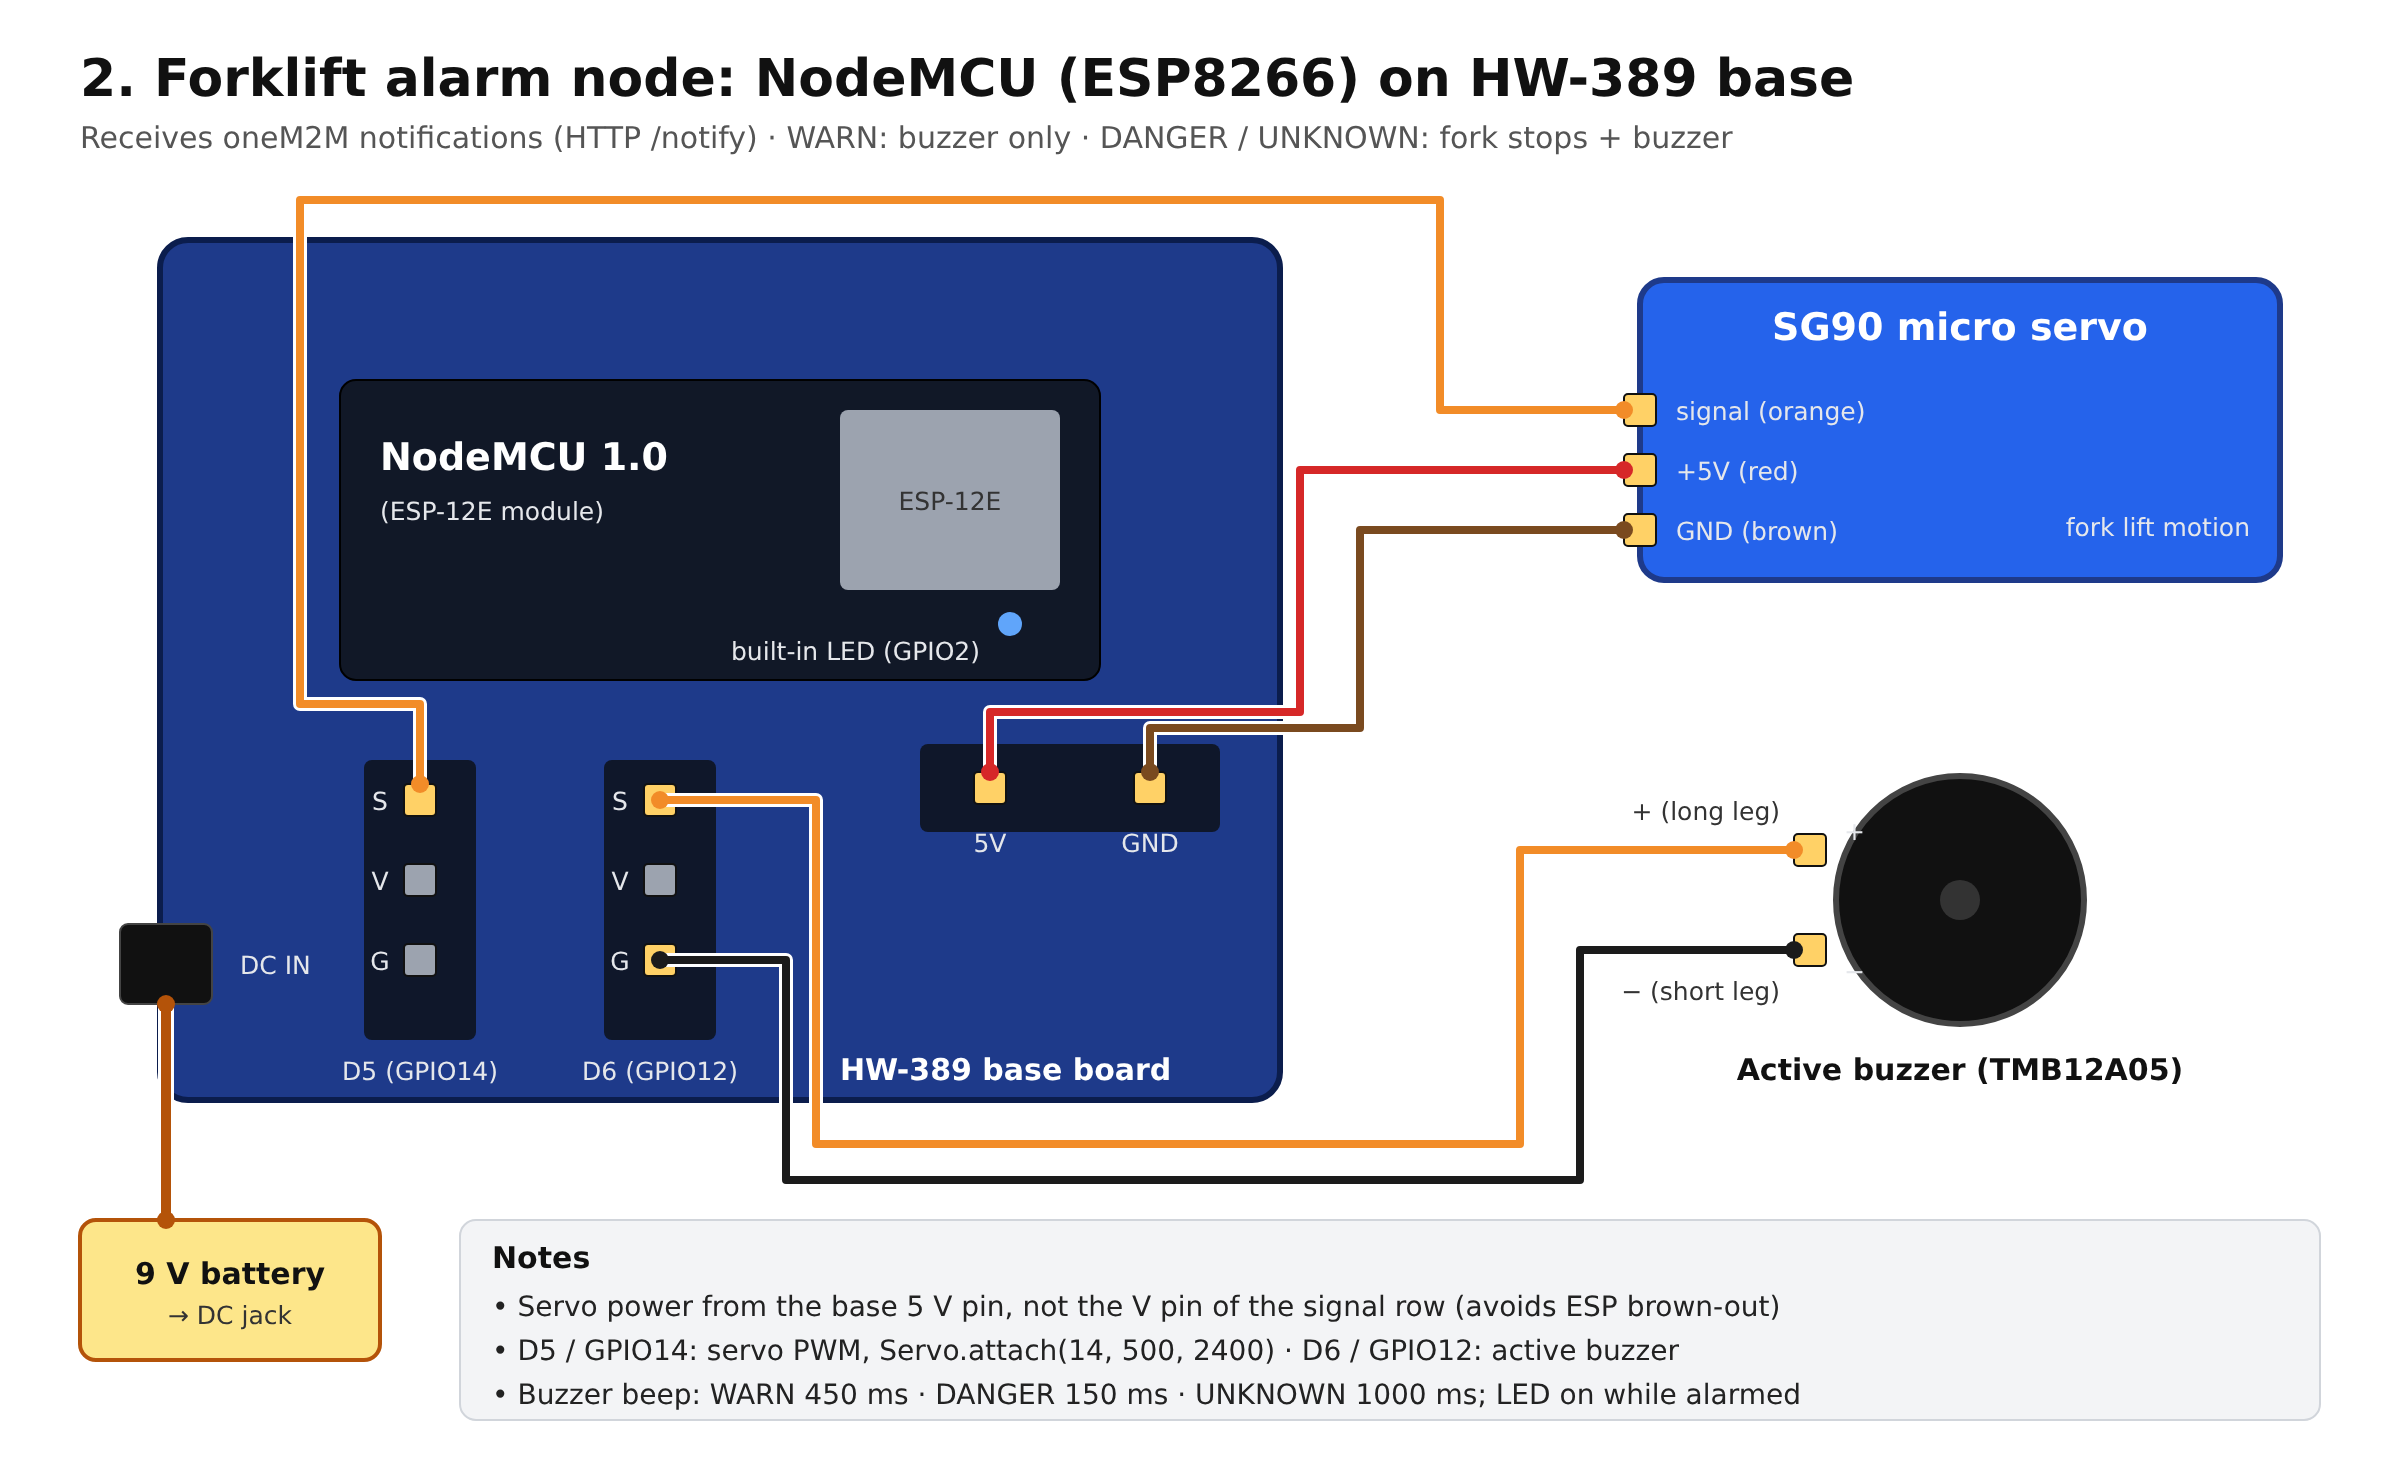 2. Forklift alarm node: NodeMCU (ESP8266) on HW-389 base
Receives oneM2M notifications (HTTP /notify) · WARN: buzzer only · DANGER / UNKNOWN: fork stops + buzzer
SG90 micro servo
signal (orange)
+5V (red)
GND (brown)
fork lift motion
NodeMCU 1.0
(ESP-12E module)
ESP-12E
built-in LED (GPIO2)
S
V
G
D5 (GPIO14)
S
V
G
D6 (GPIO12)
5V
GND
DC IN
HW-389 base board
+ (long leg)
+
− (short leg)
−
Active buzzer (TMB12A05)
9 V battery
→ DC jack
Notes
• Servo power from the base 5 V pin, not the V pin of the signal row (avoids ESP brown-out)
• D5 / GPIO14: servo PWM, Servo.attach(14, 500, 2400) · D6 / GPIO12: active buzzer
• Buzzer beep: WARN 450 ms · DANGER 150 ms · UNKNOWN 1000 ms; LED on while alarmed